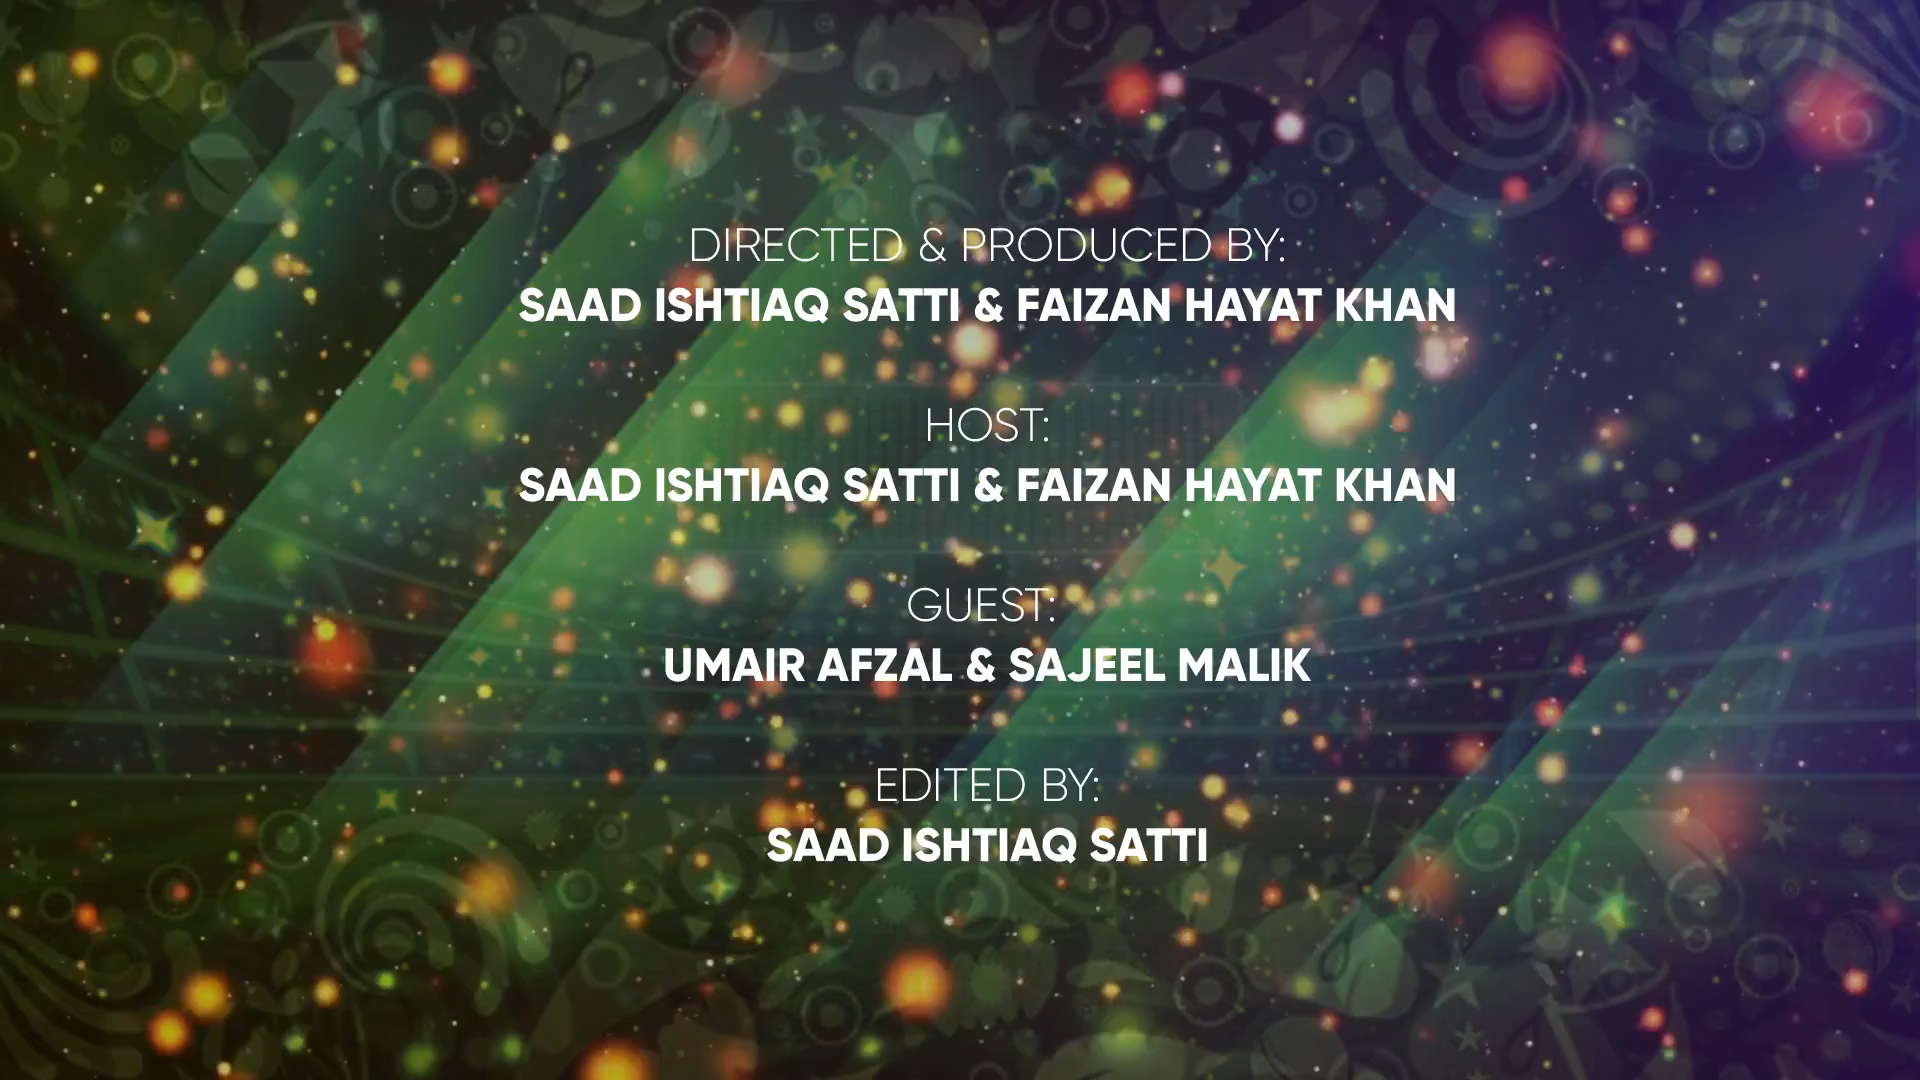 DIRECTED & PRODUCED BY:
SAAD ISHTIAQ SATTI & FAIZAN HAYAT KHAN
HOST:
SAAD ISHTIAQ SATTI & FAIZAN HAYAT KHAN
GUEST:
UMAIR AFZAL & SAJEEL MALIK
EDITED BY:
SAAD ISHTIAQ SATTI